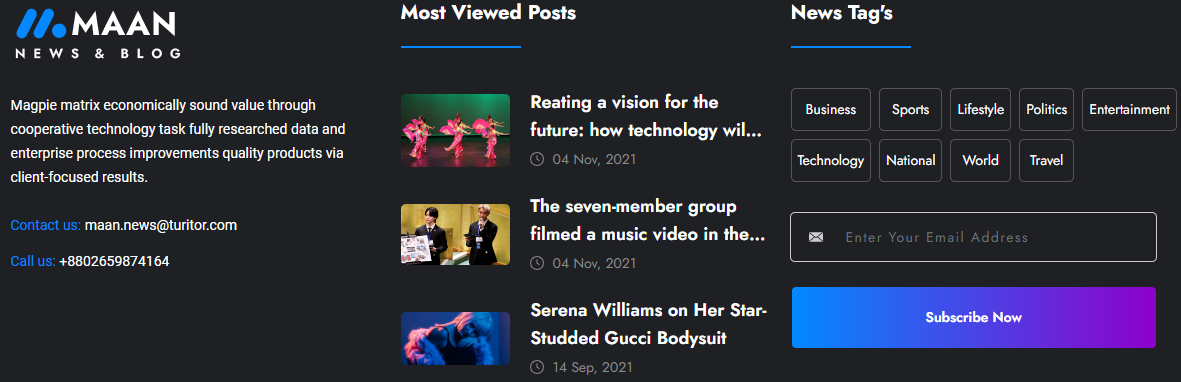 MAAN
NEWS & BLOG
Magpie matrix economically sound value through
cooperative technology task fully researched data and
enterprise process improvements quality products via
client-focused results.
Contact us: maan.news@turitor.com
Call us: +8802659874164
Most Viewed Posts
Reating a vision for the
future: how technology wil...
04 Nov, 2021
The seven-member group
filmed a music video in the...
04 Nov, 2021
Serena Williams on Her Star-
Studded Gucci Bodysuit
14 Sep, 2021
News Tag's
Business Sports Lifestyle Politics Entertainment
Technology National World Travel
Enter Your Email Address
Subscribe Now